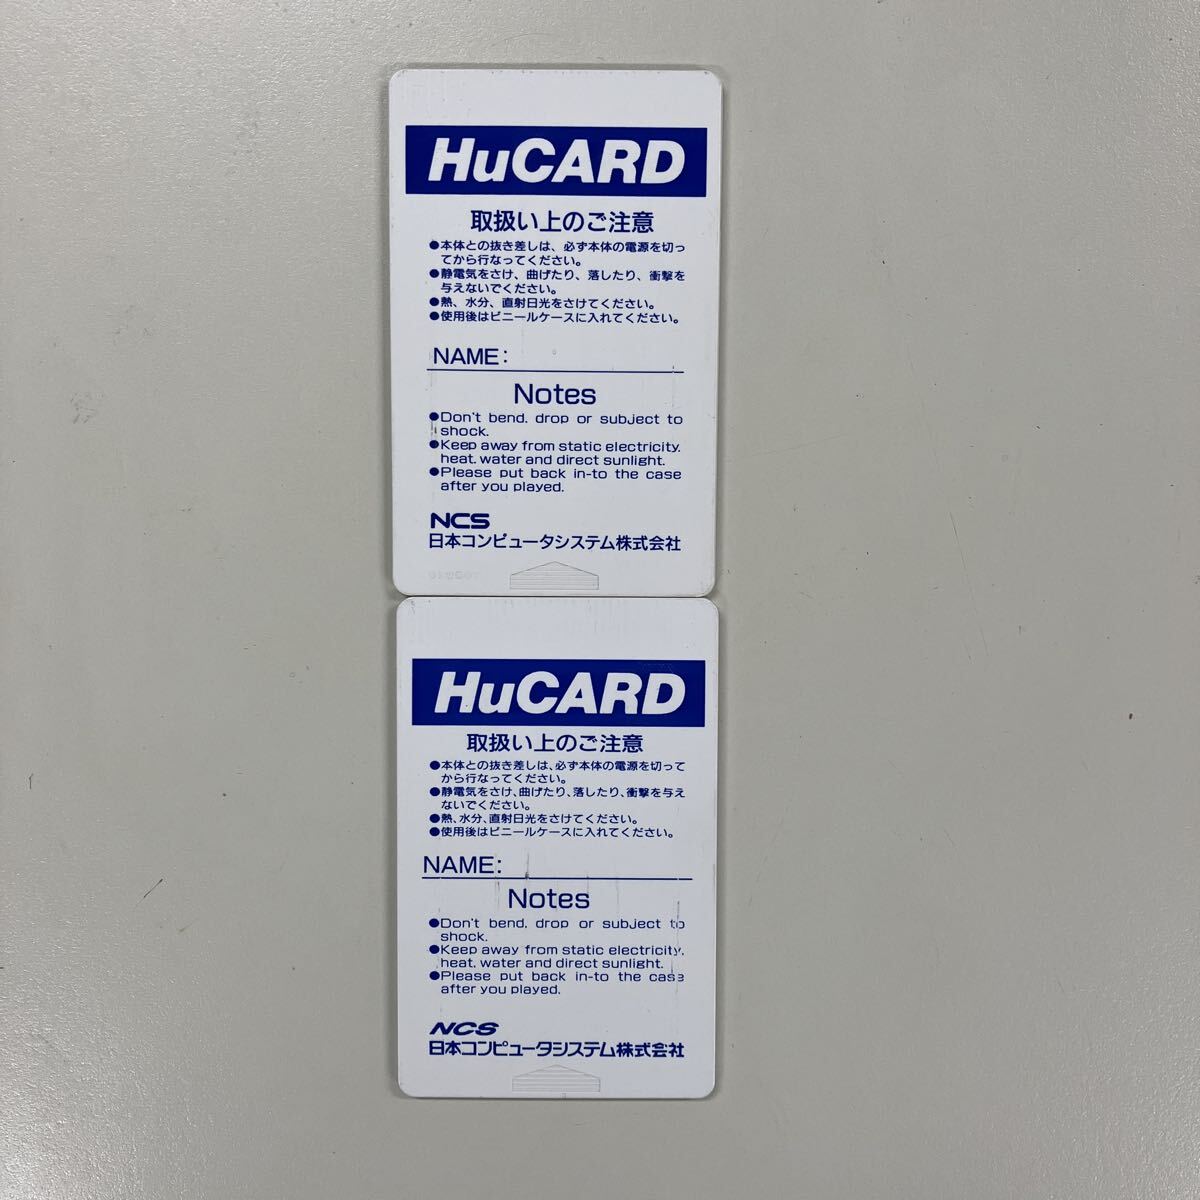 HuCARD
取扱い上のご注意
●本体との抜き差しは、必ず本体の電源を切っ
てから行なってください。
●静電気をさけ、曲げたり、落したり、衝撃を
与えないでください。
●熱、水分、直射日光をさけてください。
●使用後はビニールケースに入れてください。
NAME:
Notes
●Don't bend, drop or subject to
shock.
●Keep away from static electricity,
heat, water and direct sunlight.
●Please put back in-to the case
after you played.
NCS
日本コンピュータシステム株式会社
HuCARD
取扱い上のご注意
●本体との抜き差しは、必ず本体の電源を切って
から行なってください。
●静電気をさけ、曲げたり、落したり、衝撃を与え
ないでください。
●熱、水分、直射日光をさけてください。
●使用後はビニールケースに入れてください。
NAME:
Notes
●Don't bend, drop or subject to
shock.
●Keep away from static electricity,
heat, water and direct sunlight.
●Please put back in-to the case
after you played.
NCS
日本コンピュータシステム株式会社